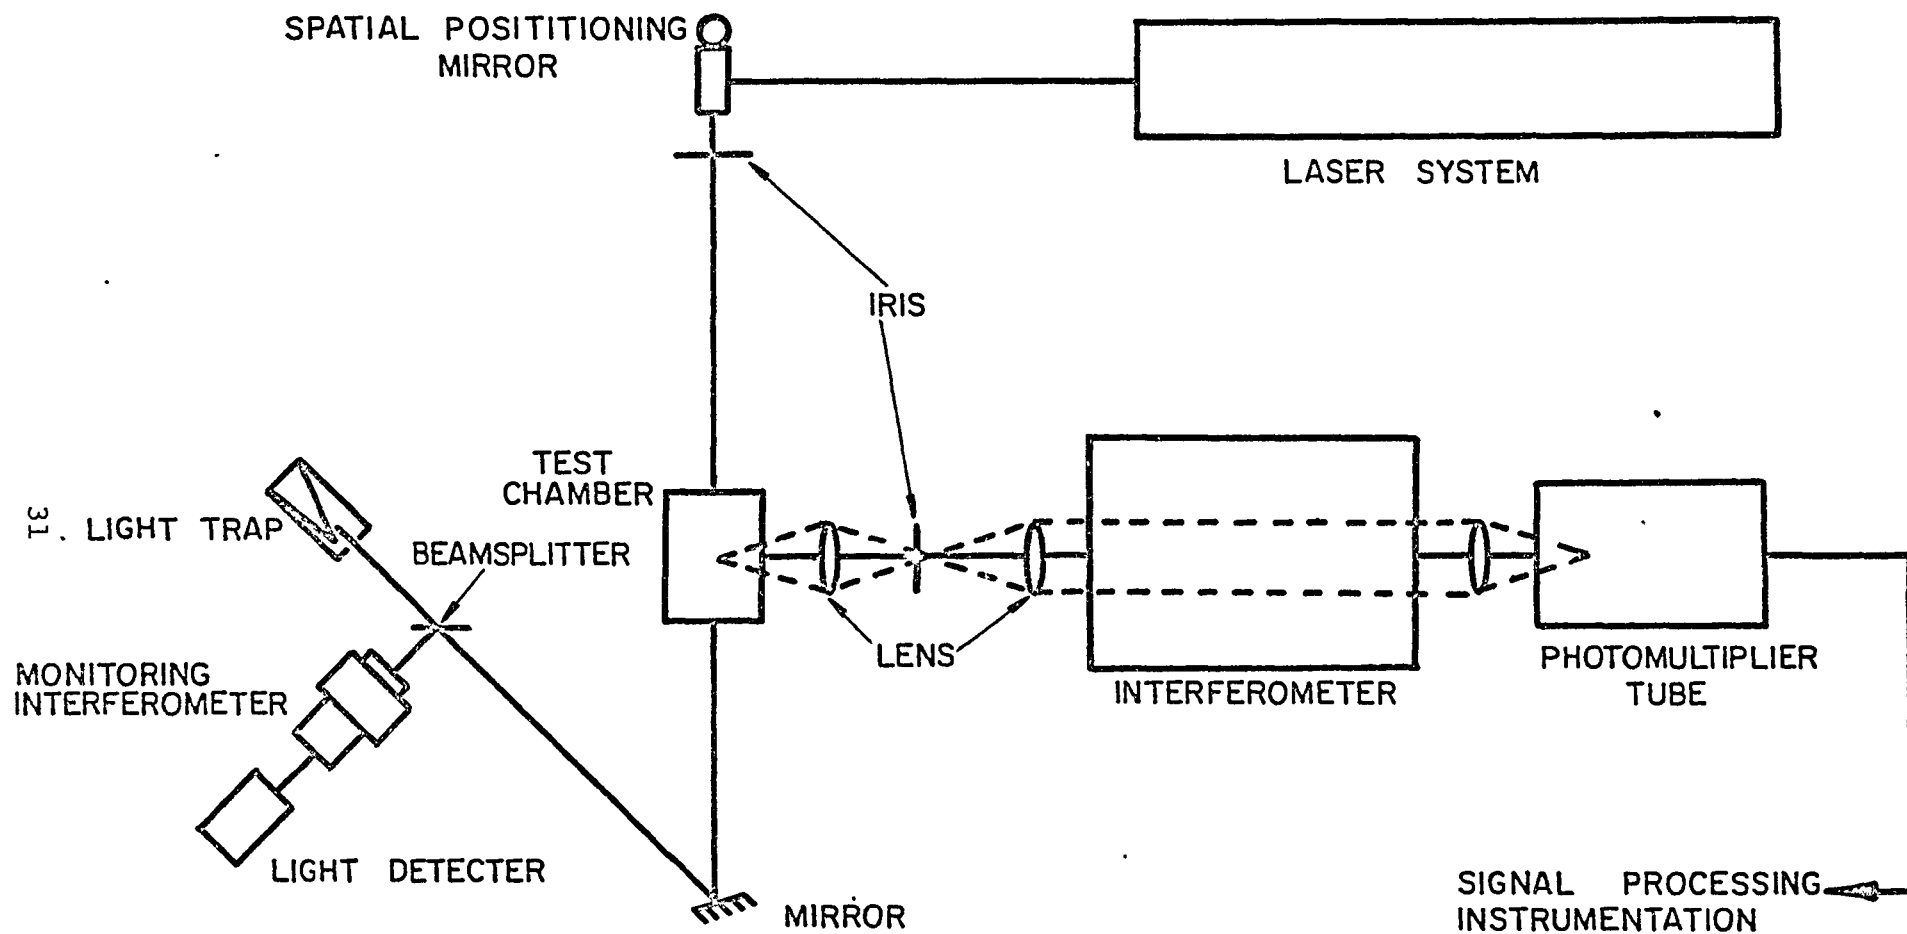 SPATIAL POSITITIONING
MIRROR
LASER SYSTEM
IRIS
TEST
CHAMBER
31
. LIGHT TRAP
BEAMSPLITTER
LENS
MONITORING
INTERFEROMETER
INTERFEROMETER
PHOTOMULTIPLIER
TUBE
LIGHT DETECTER
MIRROR
SIGNAL PROCESSING
INSTRUMENTATION